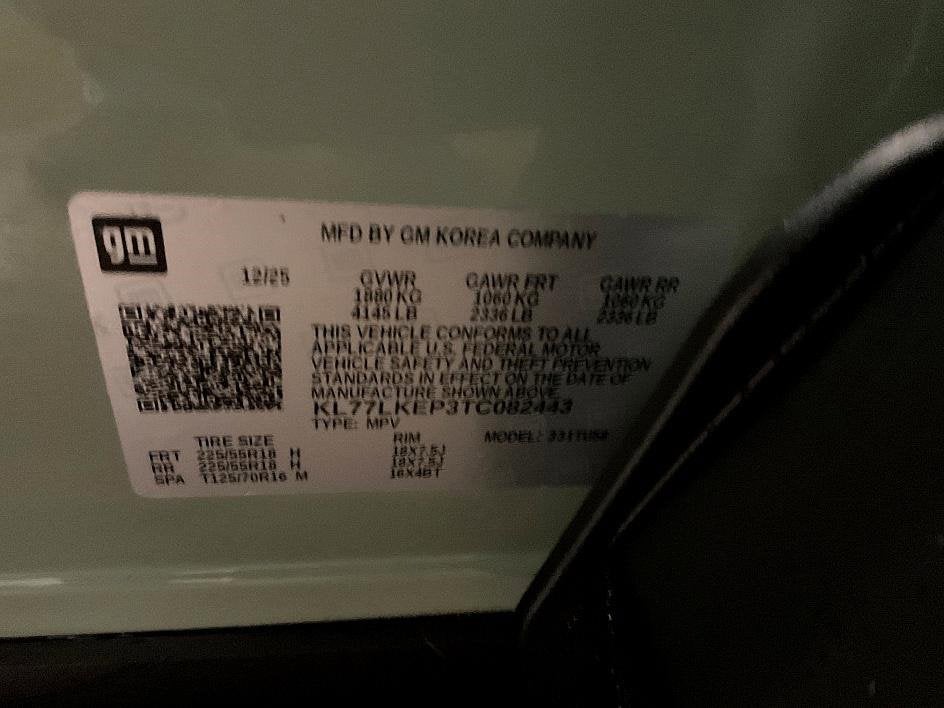 gm
MFD BY GM KOREA COMPANY
12/25 GVWR GAWR FRT GAWR RR
1880 KG 1060 KG 1060 KG
4145 LB 2336 LB 2336 LB
THIS VEHICLE CONFORMS TO ALL
APPLICABLE U.S. FEDERAL MOTOR
VEHICLE SAFETY AND THEFT PREVENTION
STANDARDS IN EFFECT ON THE DATE OF
MANUFACTURE SHOWN ABOVE.
KL77LKEP3TC082443
TYPE: MPV
TIRE SIZE RIM MODEL:
FRT 225/55R18 H 18X7.5J
RR 225/55R18 H 18X7.5J
SPA T125/70R16 M 16X4BT